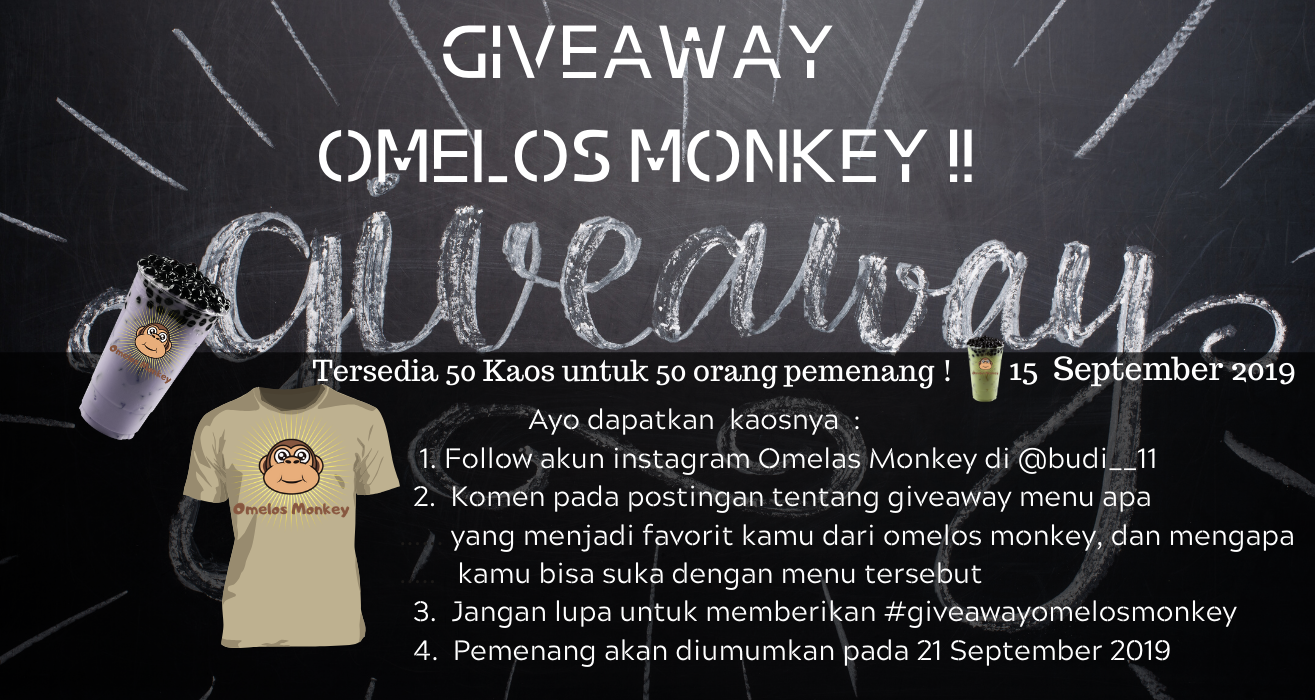 GIVEAWAY
OMELOS MONKEY !!
giveaway
Tersedia 50 Kaos untuk 50 orang pemenang !
15 September 2019
Ayo dapatkan kaosnya :
1. Follow akun instagram Omelas Monkey di @budi__11
2. Komen pada postingan tentang giveaway menu apa
..... yang menjadi favorit kamu dari omelos monkey, dan mengapa
..... kamu bisa suka dengan menu tersebut
3. Jangan lupa untuk memberikan #giveawayomelosmonkey
4. Pemenang akan diumumkan pada 21 September 2019
Omelos Monkey
Omelos Monkey